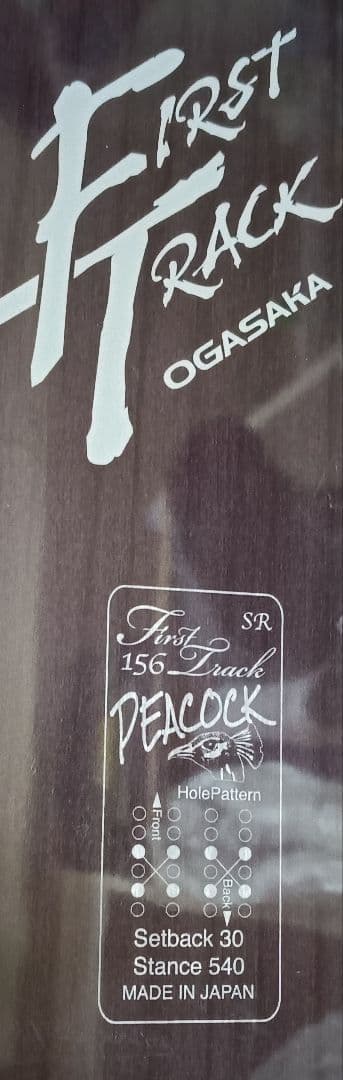 FIRST
TRACK
OGASAKA
SR
First
156 Track
PEACOCK
HolePattern
Front
Back
Setback 30
Stance 540
MADE IN JAPAN